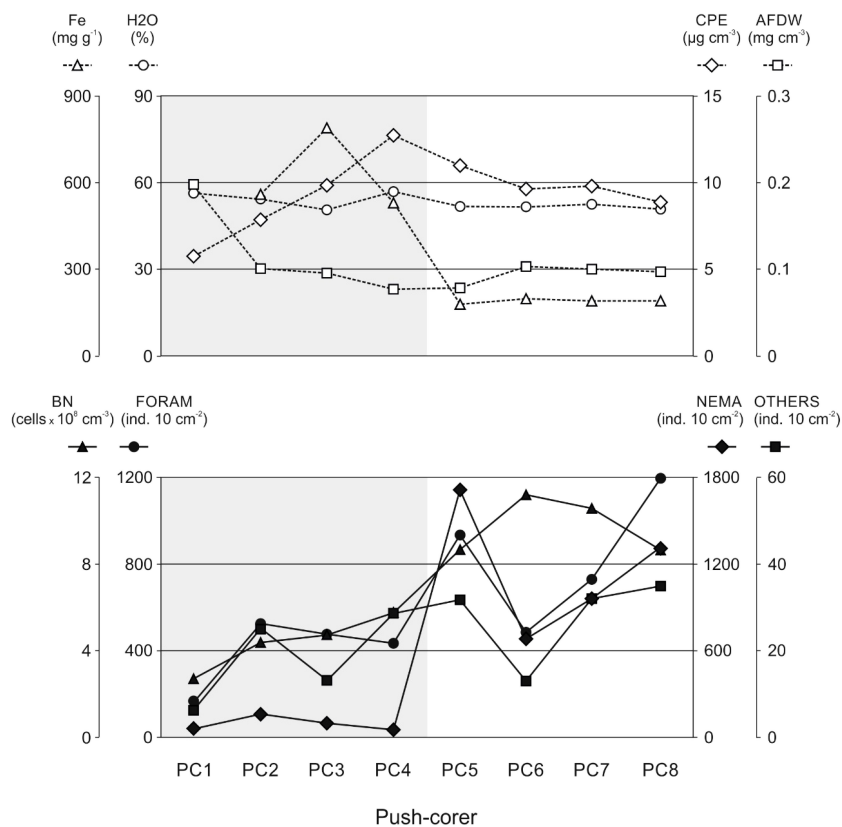 Fe H2O CPE AFDW
(mg g⁻¹) (%) (µg cm⁻³) (mg cm⁻³)
900 90 15 0.3
600 60 10 0.2
300 30 5 0.1
0 0 0 0
BN FORAM NEMA OTHERS
(cells x 10⁸ cm⁻³) (ind. 10 cm⁻²) (ind. 10 cm⁻²) (ind. 10 cm⁻²)
12 1200 1800 60
8 800 1200 40
4 400 600 20
0 0 0 0
PC1 PC2 PC3 PC4 PC5 PC6 PC7 PC8
Push-corer